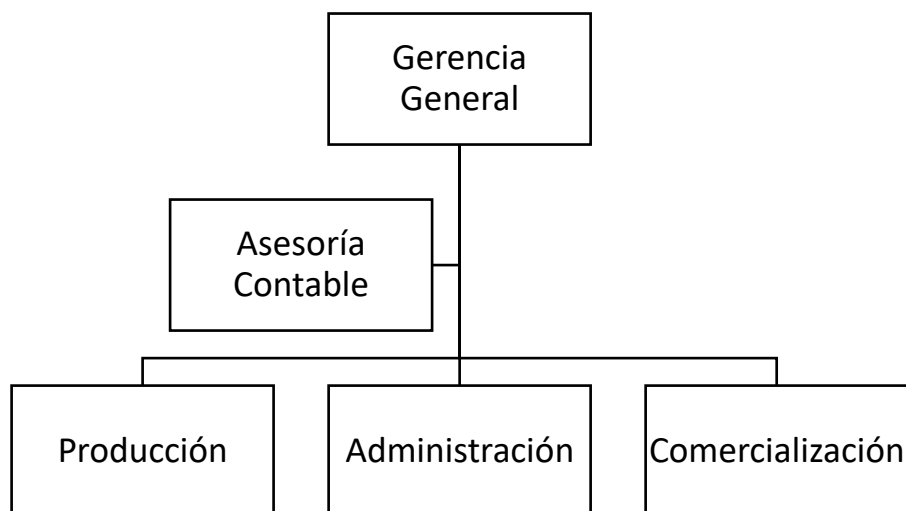 Gerencia
General
Asesoría
Contable
Producción
Administración
Comercialización